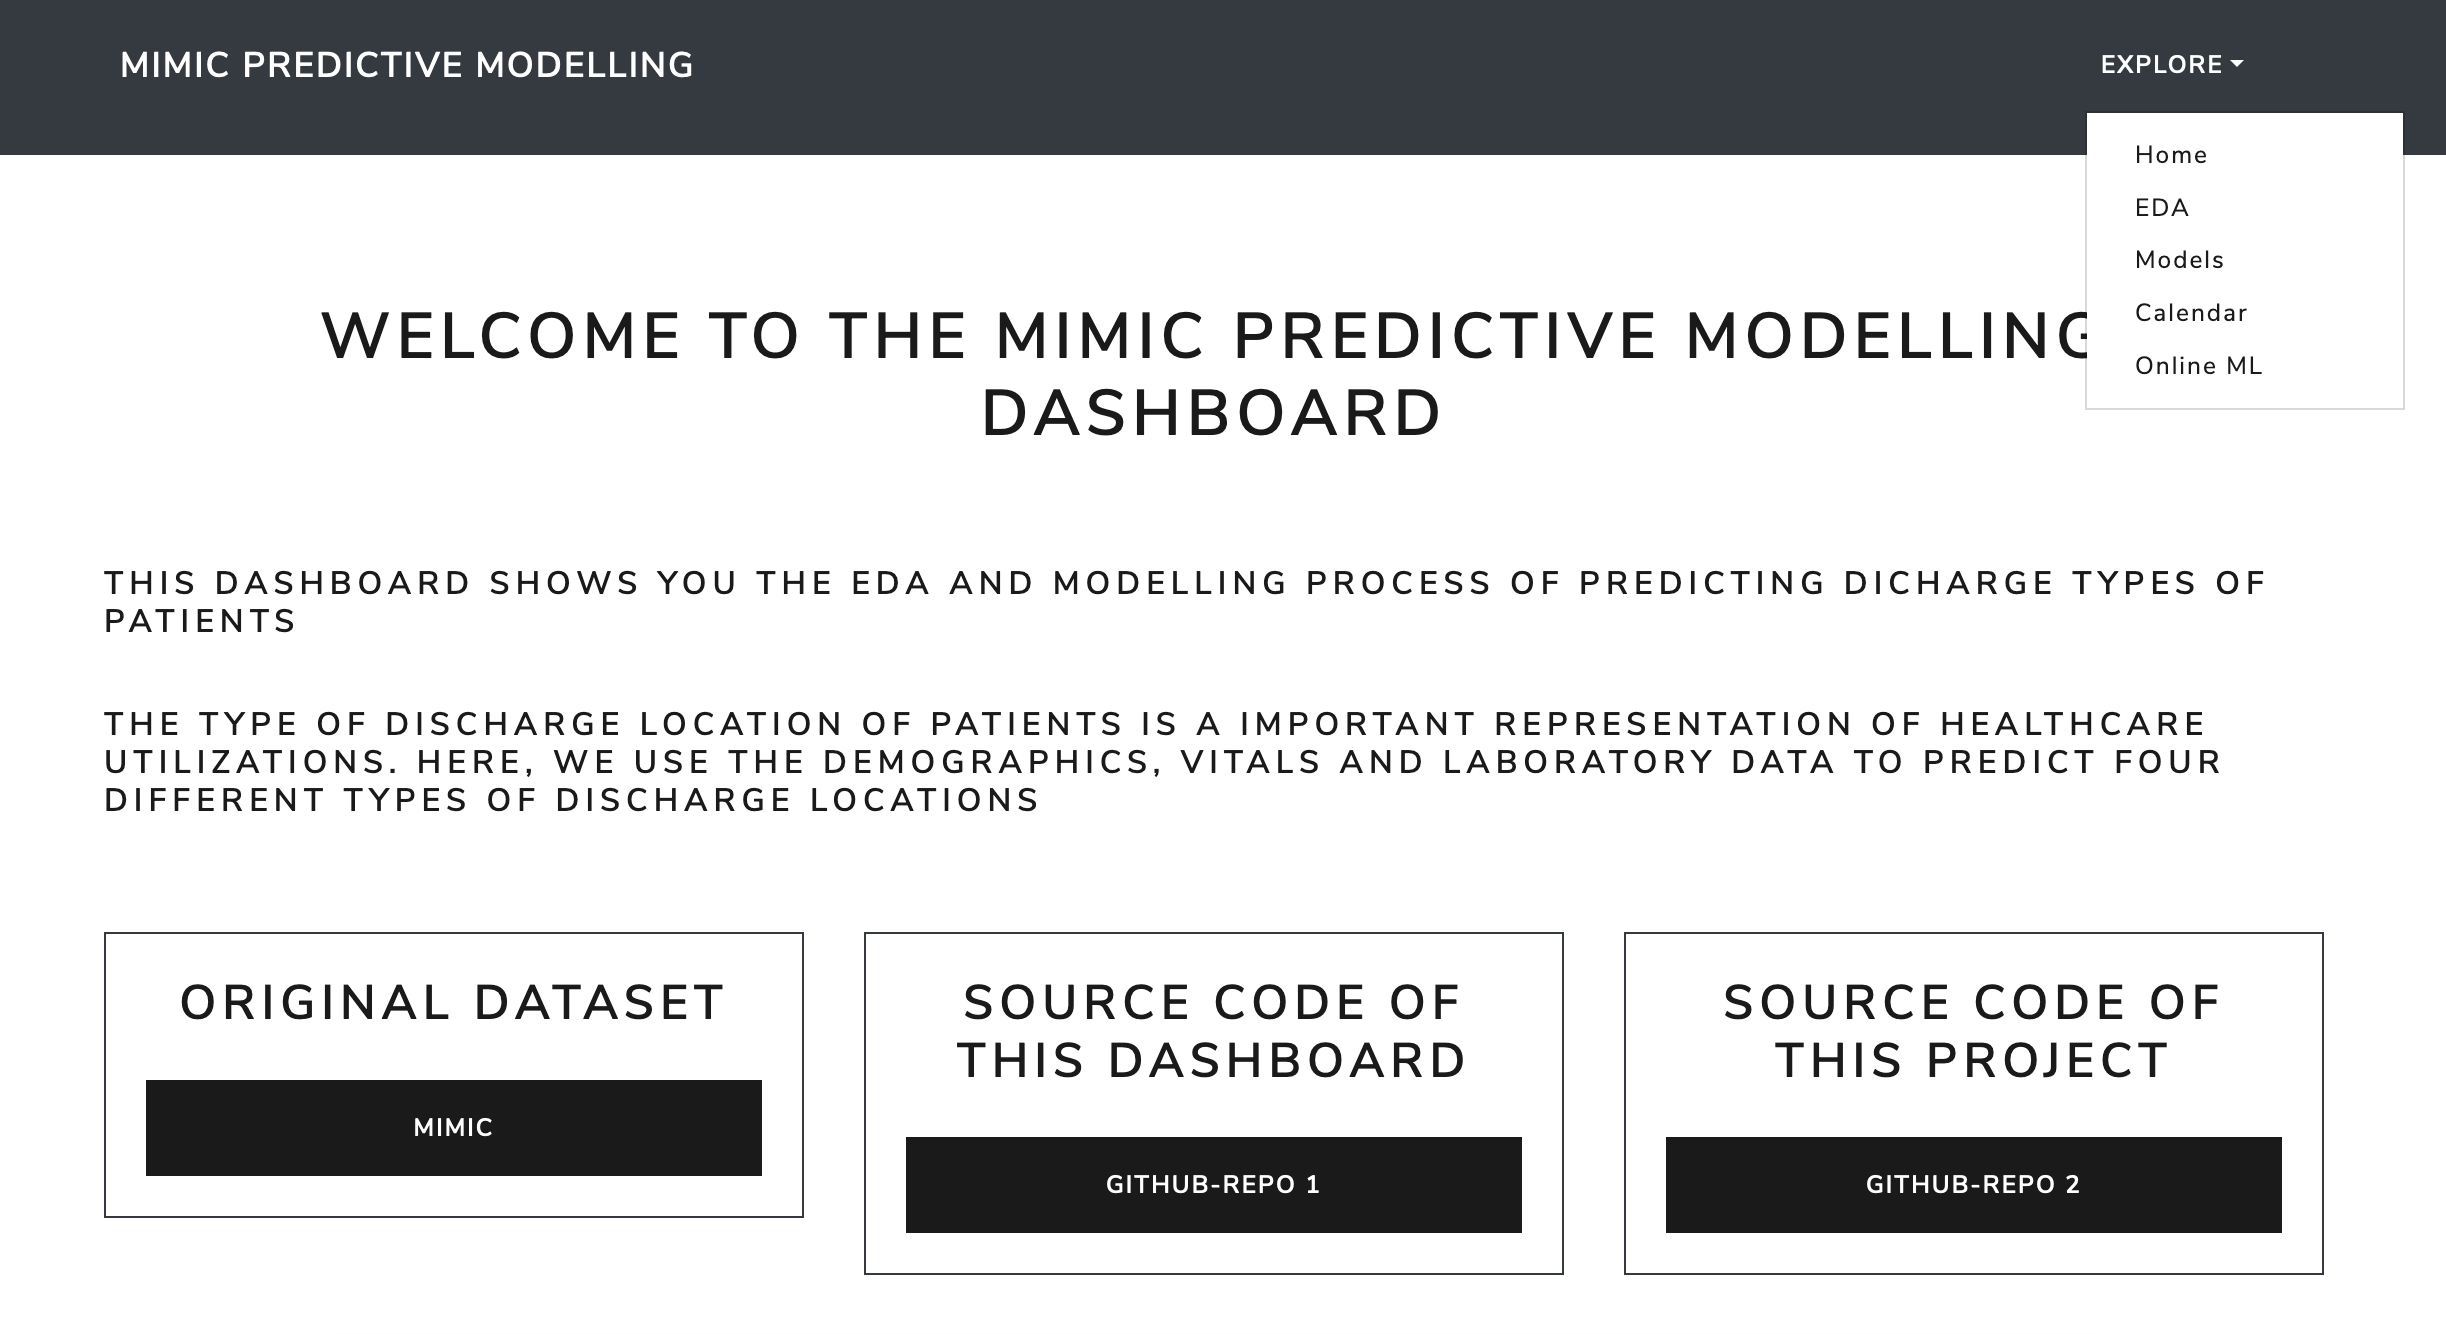 MIMIC PREDICTIVE MODELLING
EXPLORE
Home
EDA
Models
Calendar
Online ML
WELCOME TO THE MIMIC PREDICTIVE MODELLING
DASHBOARD
THIS DASHBOARD SHOWS YOU THE EDA AND MODELLING PROCESS OF PREDICTING DICHARGE TYPES OF
PATIENTS
THE TYPE OF DISCHARGE LOCATION OF PATIENTS IS A IMPORTANT REPRESENTATION OF HEALTHCARE
UTILIZATIONS. HERE, WE USE THE DEMOGRAPHICS, VITALS AND LABORATORY DATA TO PREDICT FOUR
DIFFERENT TYPES OF DISCHARGE LOCATIONS
ORIGINAL DATASET
MIMIC
SOURCE CODE OF
THIS DASHBOARD
GITHUB-REPO 1
SOURCE CODE OF
THIS PROJECT
GITHUB-REPO 2